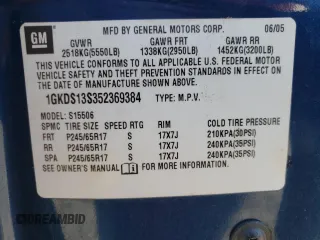 GM
MFD BY GENERAL MOTORS CORP.
06/05
GVWR GAWR FRT GAWR RR
2518KG(5550LB) 1338KG(2950LB) 1452KG(3200LB)
THIS VEHICLE CONFORMS TO ALL APPLICABLE U.S. FEDERAL MOTOR
VEHICLE SAFETY AND THEFT PREVENTION STANDARDS IN EFFECT ON
THE DATE OF MANUFACTURE SHOWN ABOVE.
1GKDS13S352369384 TYPE: M.P.V.
MODEL: S15506
SPMC TIRE SIZE SPEED RTG RIM COLD TIRE PRESSURE
FRT P245/65R17 S 17X7J 210KPA(30PSI)
RR P245/65R17 S 17X7J 240KPA(35PSI)
SPA P245/65R17 S 17X7J 240KPA(35PSI)
SEE OWNER'S MANUAL FOR ADDITIONAL INFORMATION.
CARANDBID